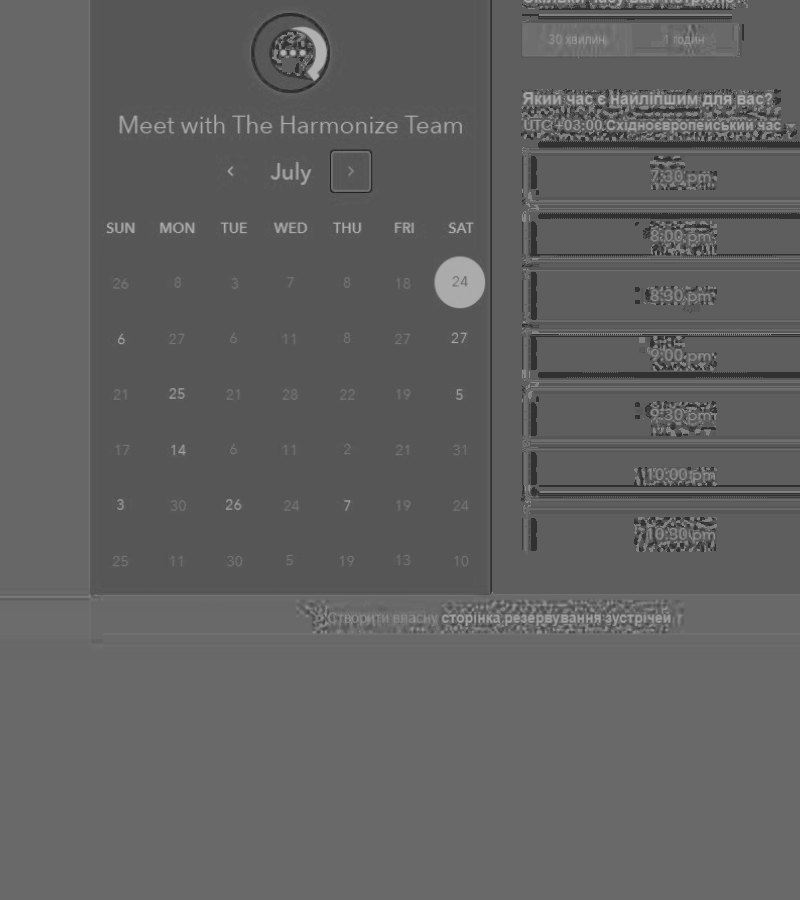 Meet with The Harmonize Team
July
SUN MON TUE WED THU FRI SAT
26 8 3 7 8 18 24
6 27 6 11 8 27 27
21 25 21 28 22 19 5
17 14 6 11 2 21 31
3 30 26 24 7 19 24
25 11 30 5 19 13 10
Скільки часу вам потрібно?
30 хвилин 1 годин
Який час є найліпшим для вас?
UTC +03:00 Східноєвропейський час
7:30 pm
8:00 pm
8:30 pm
9:00 pm
9:30 pm
10:00 pm
10:30 pm
Створити власну сторінка резервування зустрічей